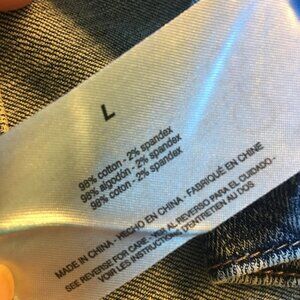 L
98% cotton - 2% spandex
98% algodón - 2% spandex
98% coton - 2% spandex
MADE IN CHINA - HECHO EN CHINA - FABRIQUÉ EN CHINE
SEE REVERSE FOR CARE - VER AL REVERSO PARA EL CUIDADO -
VOIR LES INSTRUCTIONS D'ENTRETIEN AU DOS